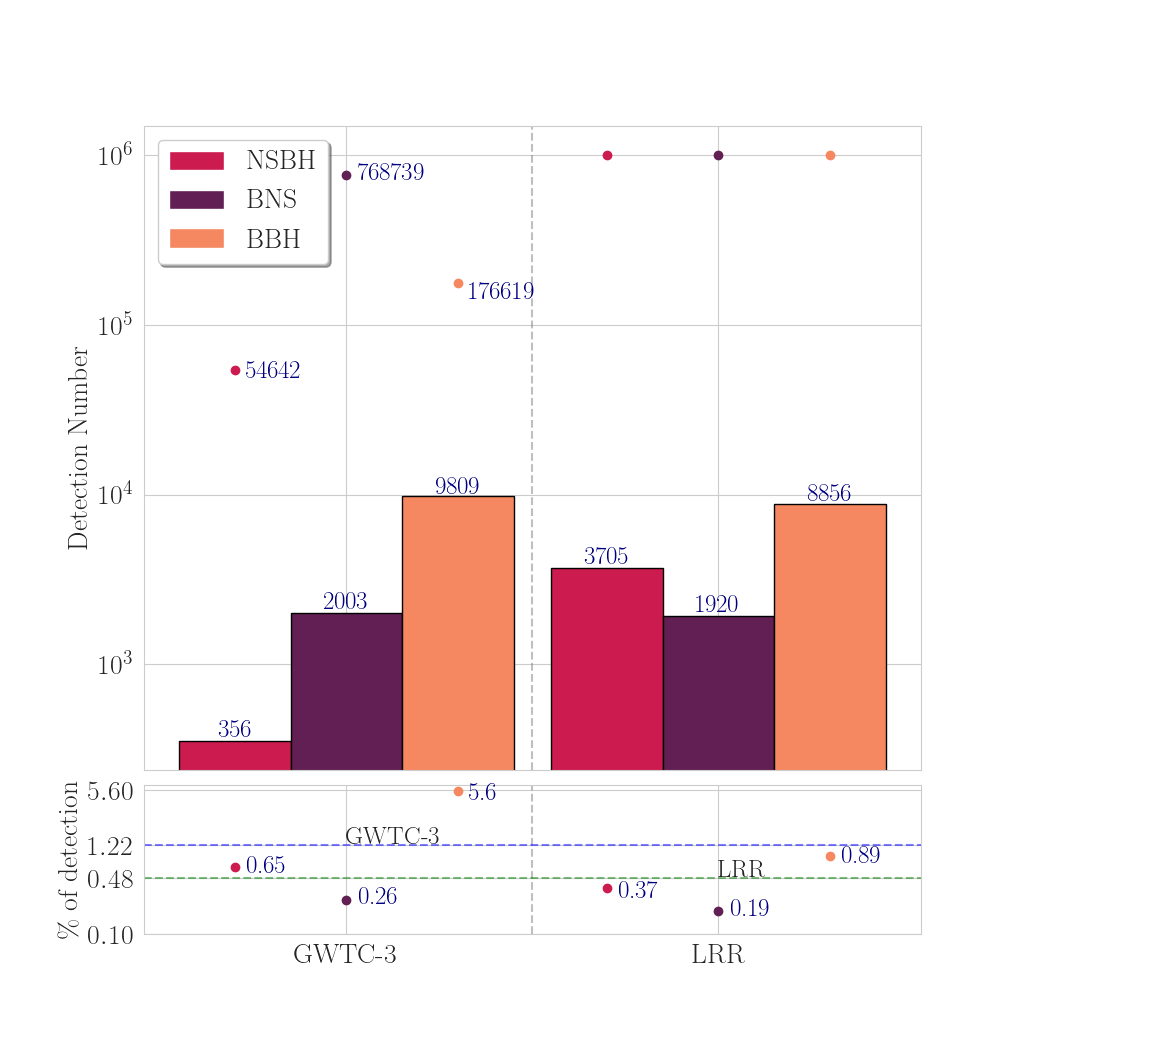 NSBH
BNS
BBH
10^6
10^5
10^4
10^3
Detection Number
768739
176619
54642
9809
8856
3705
2003
1920
356
% of detection
5.60
1.22
0.48
0.10
5.6
GWTC-3
0.65
0.26
0.89
LRR
0.37
0.19
GWTC-3
LRR